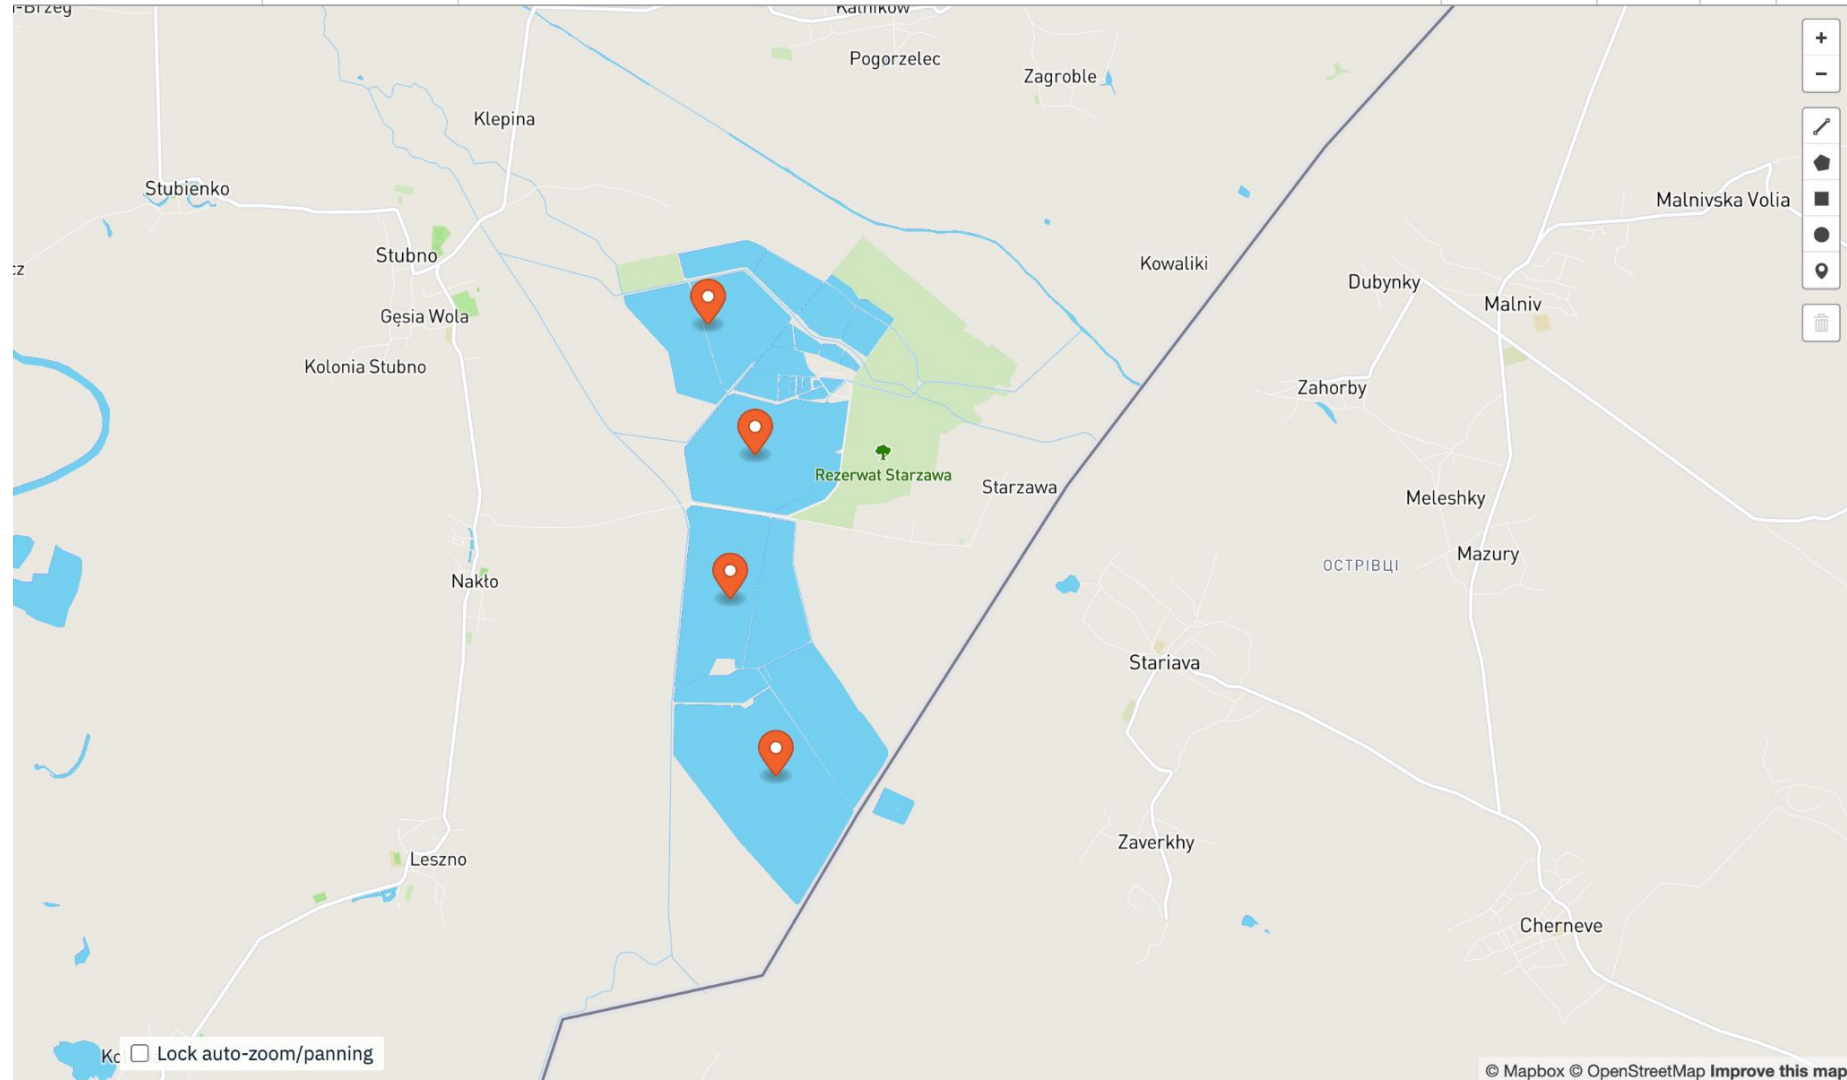 Kalników
Pogorzelec
Zagroble
Klepina
Stubienko
Malnivska Volia
Stubno
Kowaliki
cz
Dubynky
Malniv
Gęsia Wola
Kolonia Stubno
Zahorby
Rezerwat Starzawa
Starzawa
Meleshky
Mazury
ОСТРІВЦІ
Nakło
Stariava
Zaverkhy
Leszno
Cherneve
Lock auto-zoom/panning
© Mapbox © OpenStreetMap Improve this map